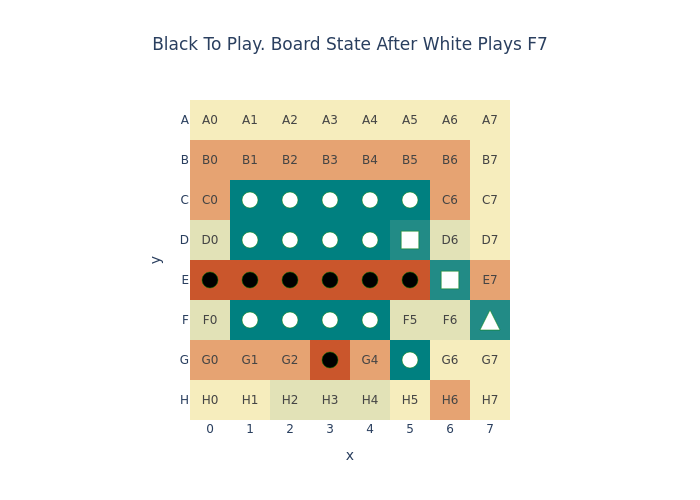 Black To Play. Board State After White Plays F7
A A0 A1 A2 A3 A4 A5 A6 A7
B B0 B1 B2 B3 B4 B5 B6 B7
C C0 C6 C7
D D0 D6 D7
y
E E7
F F0 F5 F6
G G0 G1 G2 G4 G6 G7
H H0 H1 H2 H3 H4 H5 H6 H7
0 1 2 3 4 5 6 7
x